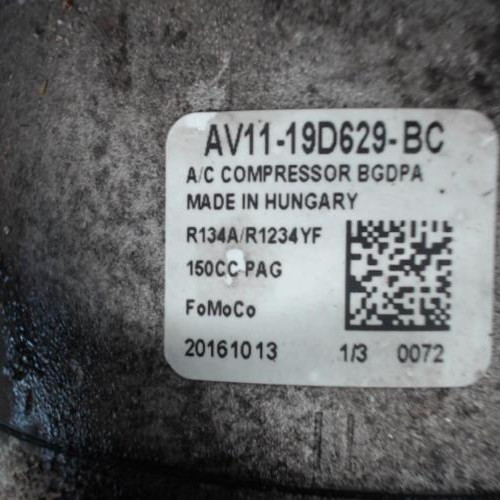 AV11-19D629-BC
A/C COMPRESSOR BGDPA
MADE IN HUNGARY
R134A/R1234YF
150CC PAG
FoMoCo
20161013 1/3 0072